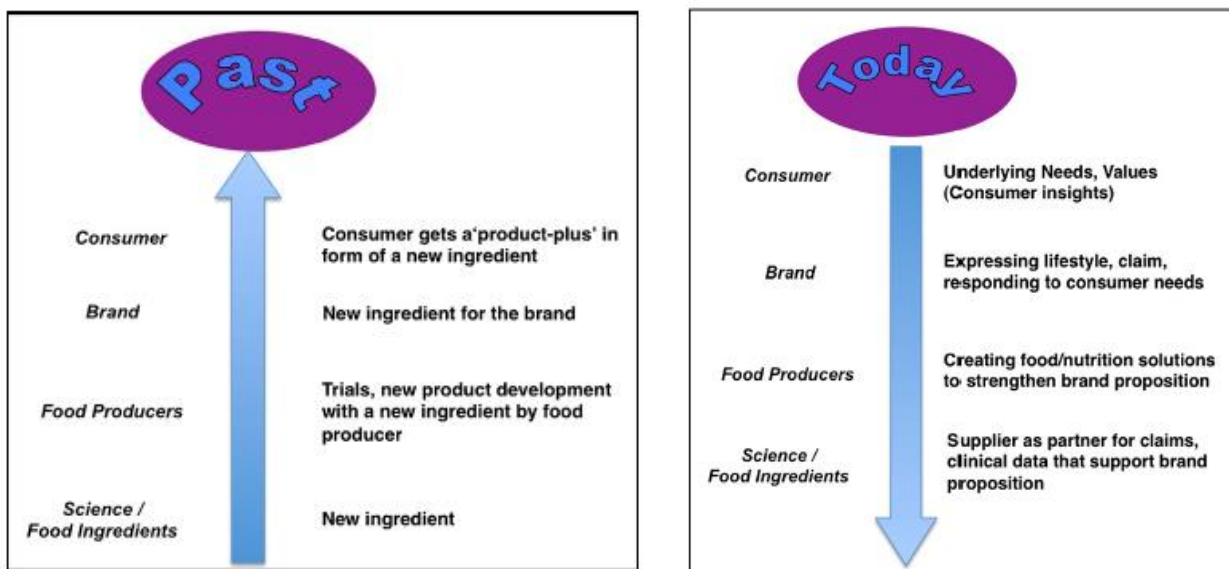 Past
Consumer
Consumer gets a‘product-plus’ in
form of a new ingredient
Brand
New ingredient for the brand
Food Producers
Trials, new product development
with a new ingredient by food
producer
Science /
Food Ingredients
New ingredient
Today
Consumer
Underlying Needs, Values
(Consumer insights)
Brand
Expressing lifestyle, claim,
responding to consumer needs
Food Producers
Creating food/nutrition solutions
to strengthen brand proposition
Science /
Food Ingredients
Supplier as partner for claims,
clinical data that support brand
proposition